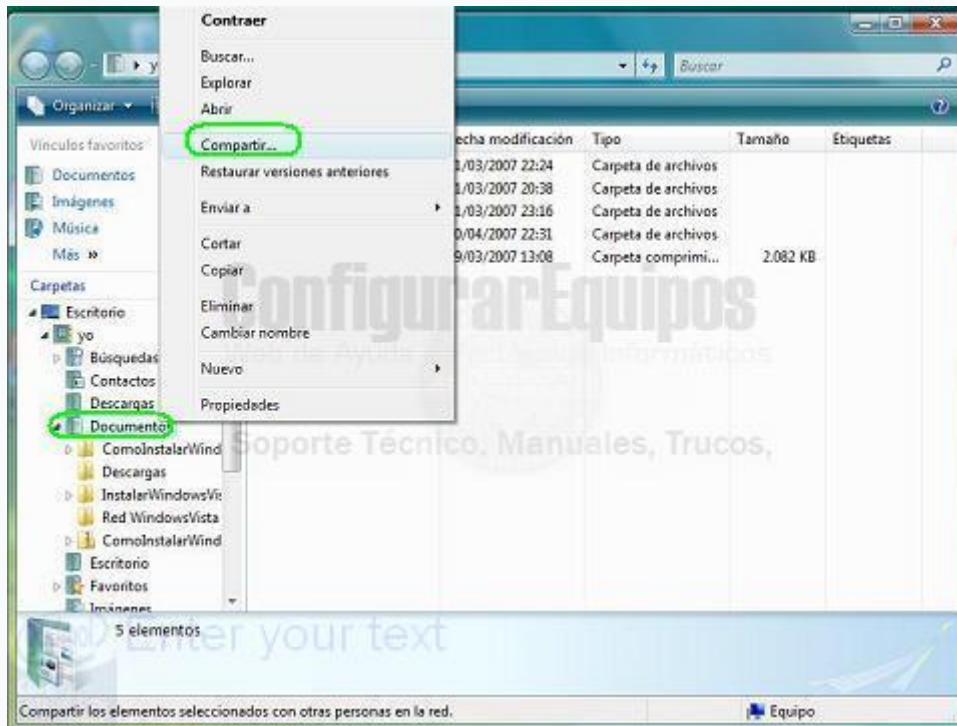 Contraer
Buscar...
Explorar
Abrir
Compartir...
Restaurar versiones anteriores
Enviar a
Cortar
Copiar
Eliminar
Cambiar nombre
Nuevo
Propiedades
y
Buscar
Organizar
echa modificación Tipo Tamaño Etiquetas
1/03/2007 22:24 Carpeta de archivos
1/03/2007 20:38 Carpeta de archivos
1/03/2007 23:16 Carpeta de archivos
0/04/2007 22:31 Carpeta de archivos
9/03/2007 13:08 Carpeta comprimi... 2.082 KB
Vínculos favoritos
Documentos
Imágenes
Música
Más »
Carpetas
Escritorio
yo
Búsquedas
Contactos
Descargas
Documento
ComoInstalarWind
Descargas
InstalarWindowsVi
Red WindowsVista
ComoInstalarWind
Escritorio
Favoritos
Imágenes
ConfigurarEquipos
Web de Ayuda
informáticos
Soporte Técnico, Manuales, Trucos,
5 elementos
Enter your text
Compartir los elementos seleccionados con otras personas en la red.
Equipo